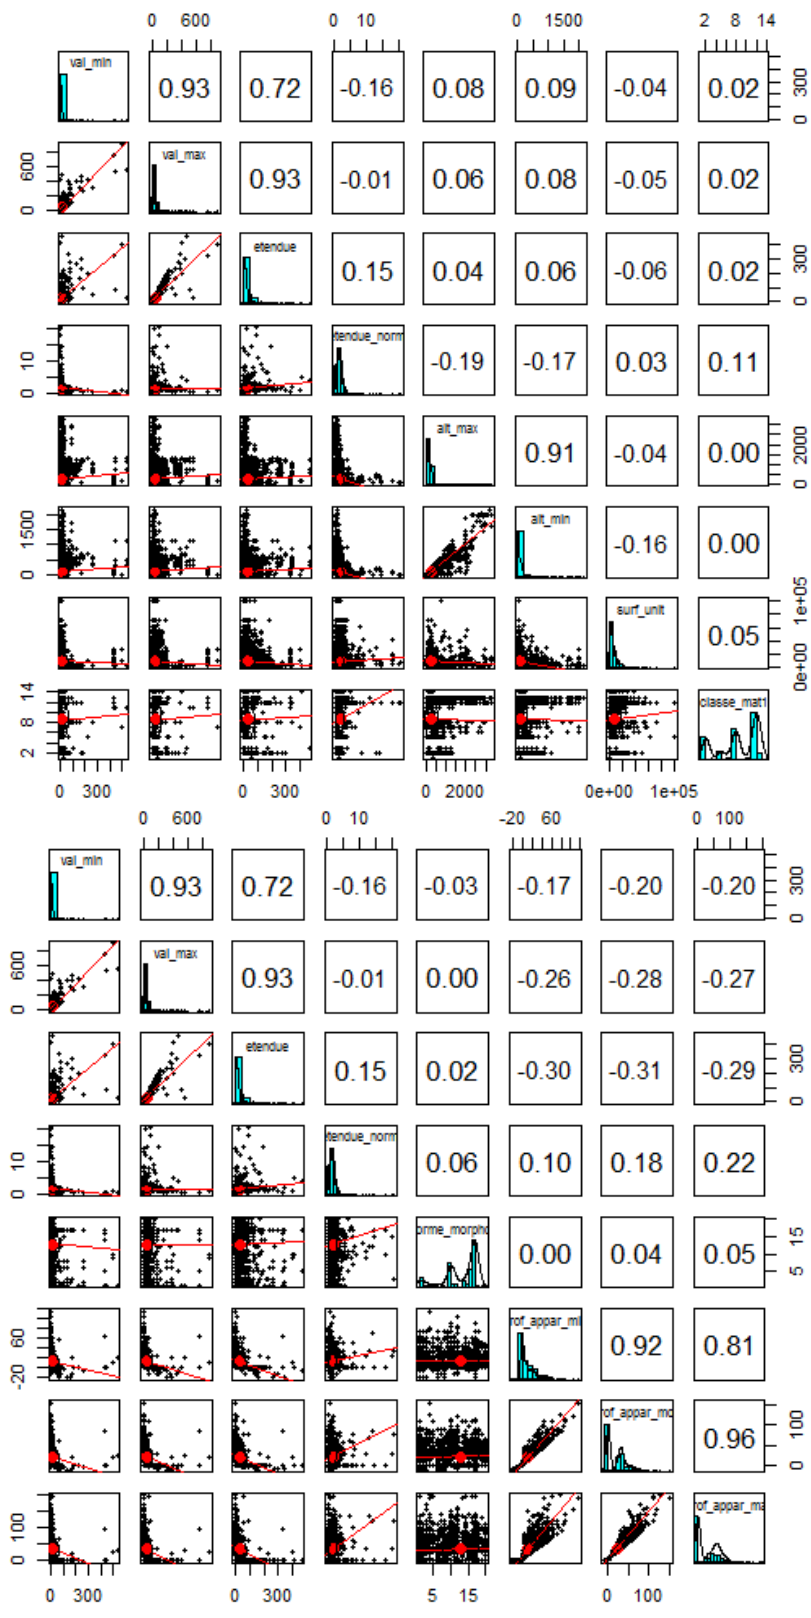 0 600 0 10 0 1500 2 8 14
val_min 0.93 0.72 -0.16 0.08 0.09 -0.04 0.02 0 300
0 600 val_max 0.93 -0.01 0.06 0.08 -0.05 0.02
etendue 0.15 0.04 0.06 -0.06 0.02 0 300
0 10 etendue_norm -0.19 -0.17 0.03 0.11
alt_max 0.91 -0.04 0.00 0 2000
0 1500 alt_min -0.16 0.00
surf_unit 0.05 0e+00 1e+05
2 8 14 classe_mat1
0 300 0 300 0 2000 0e+00 1e+05
0 600 0 10 -20 60 0 100
val_min 0.93 0.72 -0.16 -0.03 -0.17 -0.20 -0.20 0 300
0 600 val_max 0.93 -0.01 0.00 -0.26 -0.28 -0.27
etendue 0.15 0.02 -0.30 -0.31 -0.29 0 300
0 10 etendue_norm 0.06 0.10 0.18 0.22
orme_morpho 0.00 0.04 0.05 5 15
-20 60 rof_appar_mi 0.92 0.81
rof_appar_mo 0.96 0 100
0 100 rof_appar_ma
0 300 0 300 5 15 0 100